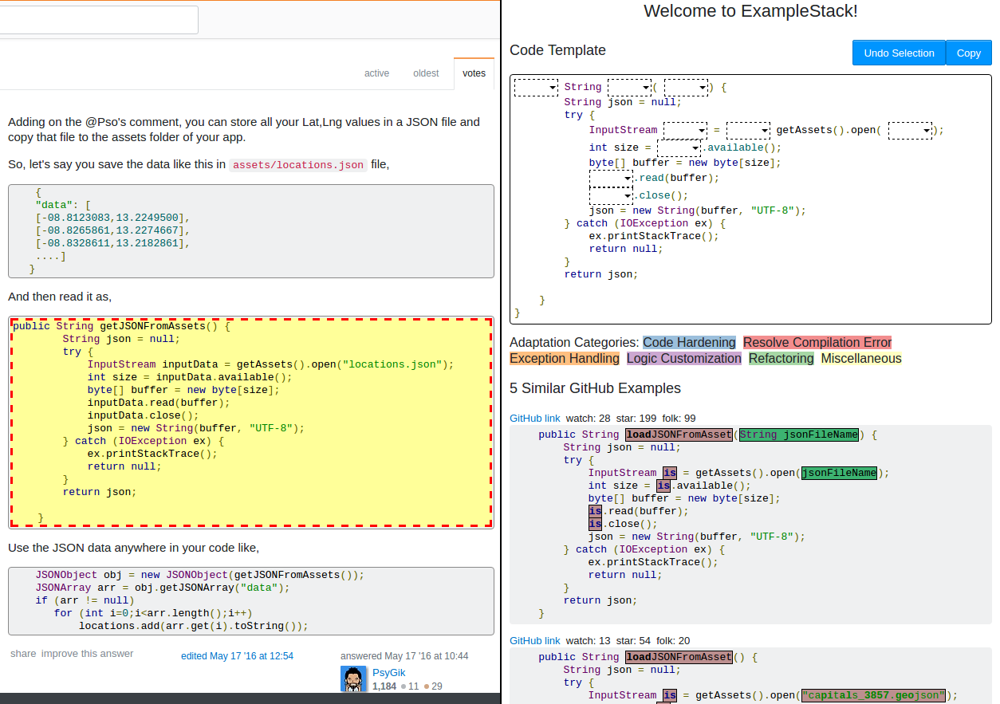 active oldest votes
Adding on the @Pso's comment, you can store all your Lat,Lng values in a JSON file and
copy that file to the assets folder of your app.
So, let's say you save the data like this in assets/locations.json file,
{
"data": [
[-08.8123083,13.2249500],
[-08.8265861,13.2274667],
[-08.8328611,13.2182861],
....]
}
And then read it as,
public String getJSONFromAssets() {
String json = null;
try {
InputStream inputData = getAssets().open("locations.json");
int size = inputData.available();
byte[] buffer = new byte[size];
inputData.read(buffer);
inputData.close();
json = new String(buffer, "UTF-8");
} catch (IOException ex) {
ex.printStackTrace();
return null;
}
return json;
}
Use the JSON data anywhere in your code like,
JSONObject obj = new JSONObject(getJSONFromAssets());
JSONArray arr = obj.getJSONArray("data");
if (arr != null)
for (int i=0;i<arr.length();i++)
locations.add(arr.get(i).toString());
share improve this answer
edited May 17 '16 at 12:54
answered May 17 '16 at 10:44
PsyGik
1,184 11 29
Welcome to ExampleStack!
Code Template
Undo Selection
Copy
String ( ) {
String json = null;
try {
InputStream = getAssets().open( );
int size = .available();
byte[] buffer = new byte[size];
.read(buffer);
.close();
json = new String(buffer, "UTF-8");
} catch (IOException ex) {
ex.printStackTrace();
return null;
}
return json;
}
}
Adaptation Categories: Code Hardening Resolve Compilation Error
Exception Handling Logic Customization Refactoring Miscellaneous
5 Similar GitHub Examples
GitHub link watch: 28 star: 199 folk: 99
public String loadJSONFromAsset(String jsonFileName) {
String json = null;
try {
InputStream is = getAssets().open(jsonFileName);
int size = is.available();
byte[] buffer = new byte[size];
is.read(buffer);
is.close();
json = new String(buffer, "UTF-8");
} catch (IOException ex) {
ex.printStackTrace();
return null;
}
return json;
}
GitHub link watch: 13 star: 54 folk: 20
public String loadJSONFromAsset() {
String json = null;
try {
InputStream is = getAssets().open("capitals_3857.geojson");